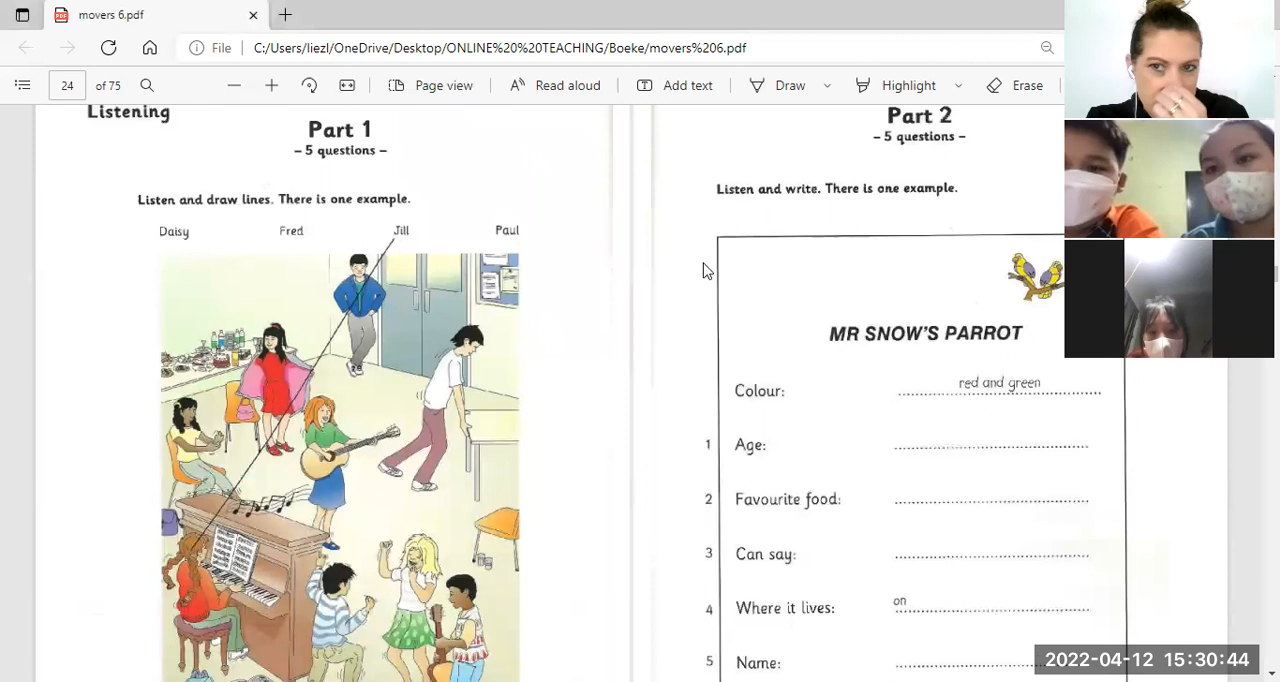 movers 6.pdf
File
C:/Users/liezl/OneDrive/Desktop/ONLINE%20%20TEACHING/Boeke/movers%206.pdf
24 of 75
Page view
Read aloud
Add text
Draw
Highlight
Erase
Listening
Part 1
– 5 questions –
Listen and draw lines. There is one example.
Daisy Fred Jill Paul
Part 2
– 5 questions –
Listen and write. There is one example.
MR SNOW'S PARROT
Colour: red and green
1 Age:
2 Favourite food:
3 Can say:
4 Where it lives: on
5 Name:
2022-04-12 15:30:44